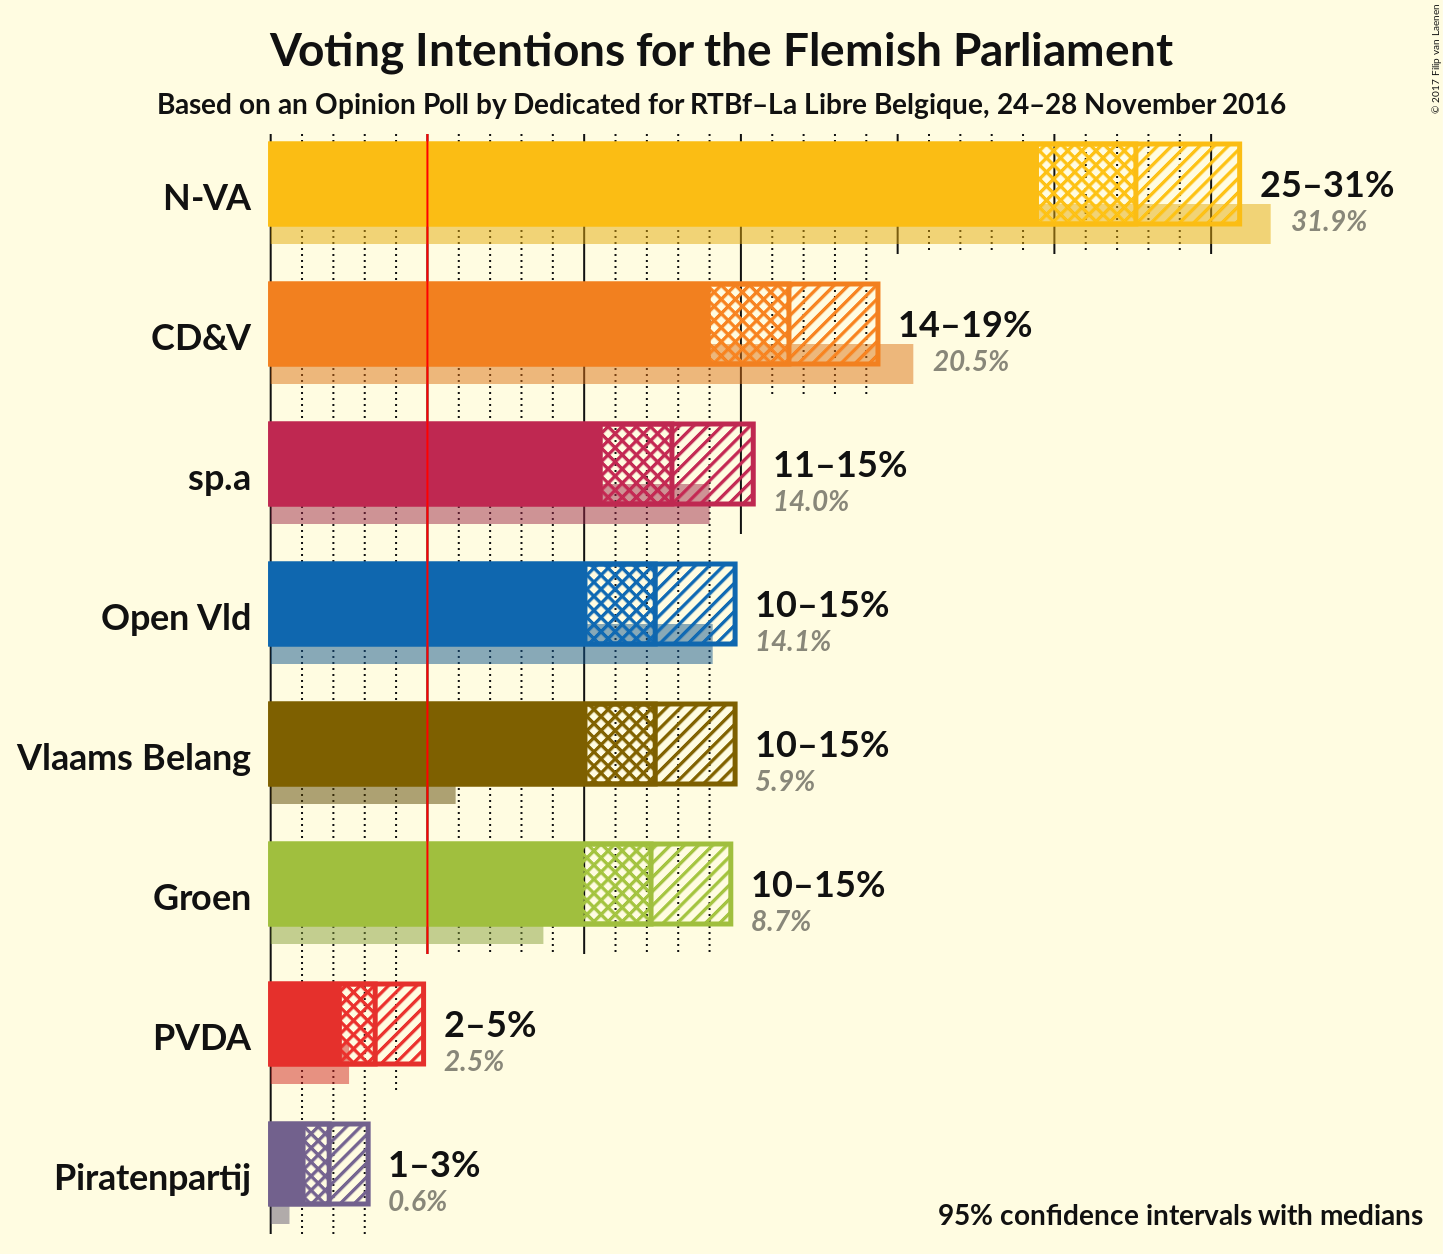 Voting Intentions for the Flemish Parliament
Based on an Opinion Poll by Dedicated for RTBf–La Libre Belgique, 24–28 November 2016
© 2017 Filip van Laenen
N-VA
25–31%
31.9%
CD&V
14–19%
20.5%
sp.a
11–15%
14.0%
Open Vld
10–15%
14.1%
Vlaams Belang
10–15%
5.9%
Groen
10–15%
8.7%
PVDA
2–5%
2.5%
Piratenpartij
1–3%
0.6%
95% confidence intervals with medians